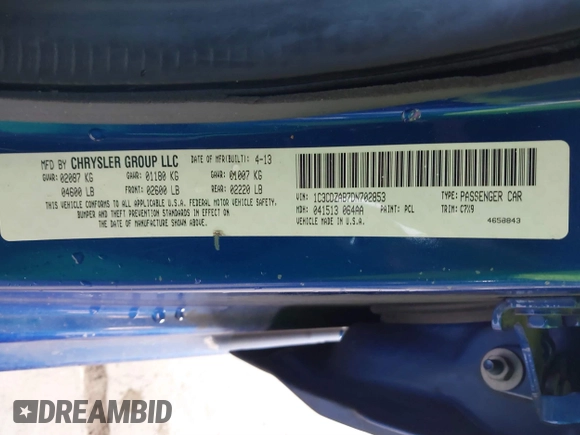 MFD BY CHRYSLER GROUP LLC DATE OF MFR(BUILT): 4-13
GVWR: 02087 KG GAWR: 01180 KG GAWR: 01007 KG
04600 LB FRONT: 02600 LB REAR: 02220 LB
THIS VEHICLE CONFORMS TO ALL APPLICABLE U.S.A. FEDERAL MOTOR VEHICLE SAFETY,
BUMPER AND THEFT PREVENTION STANDARDS IN EFFECT ON
THE DATE OF MANUFACTURE SHOWN ABOVE.
VIN: 1C3CDZAB7DN702853 TYPE: PASSENGER CAR
MDH: 041513 064AA PAINT: PCL TRIM: C7X9
VEHICLE MADE IN U.S.A. 4658843
DREAMBID